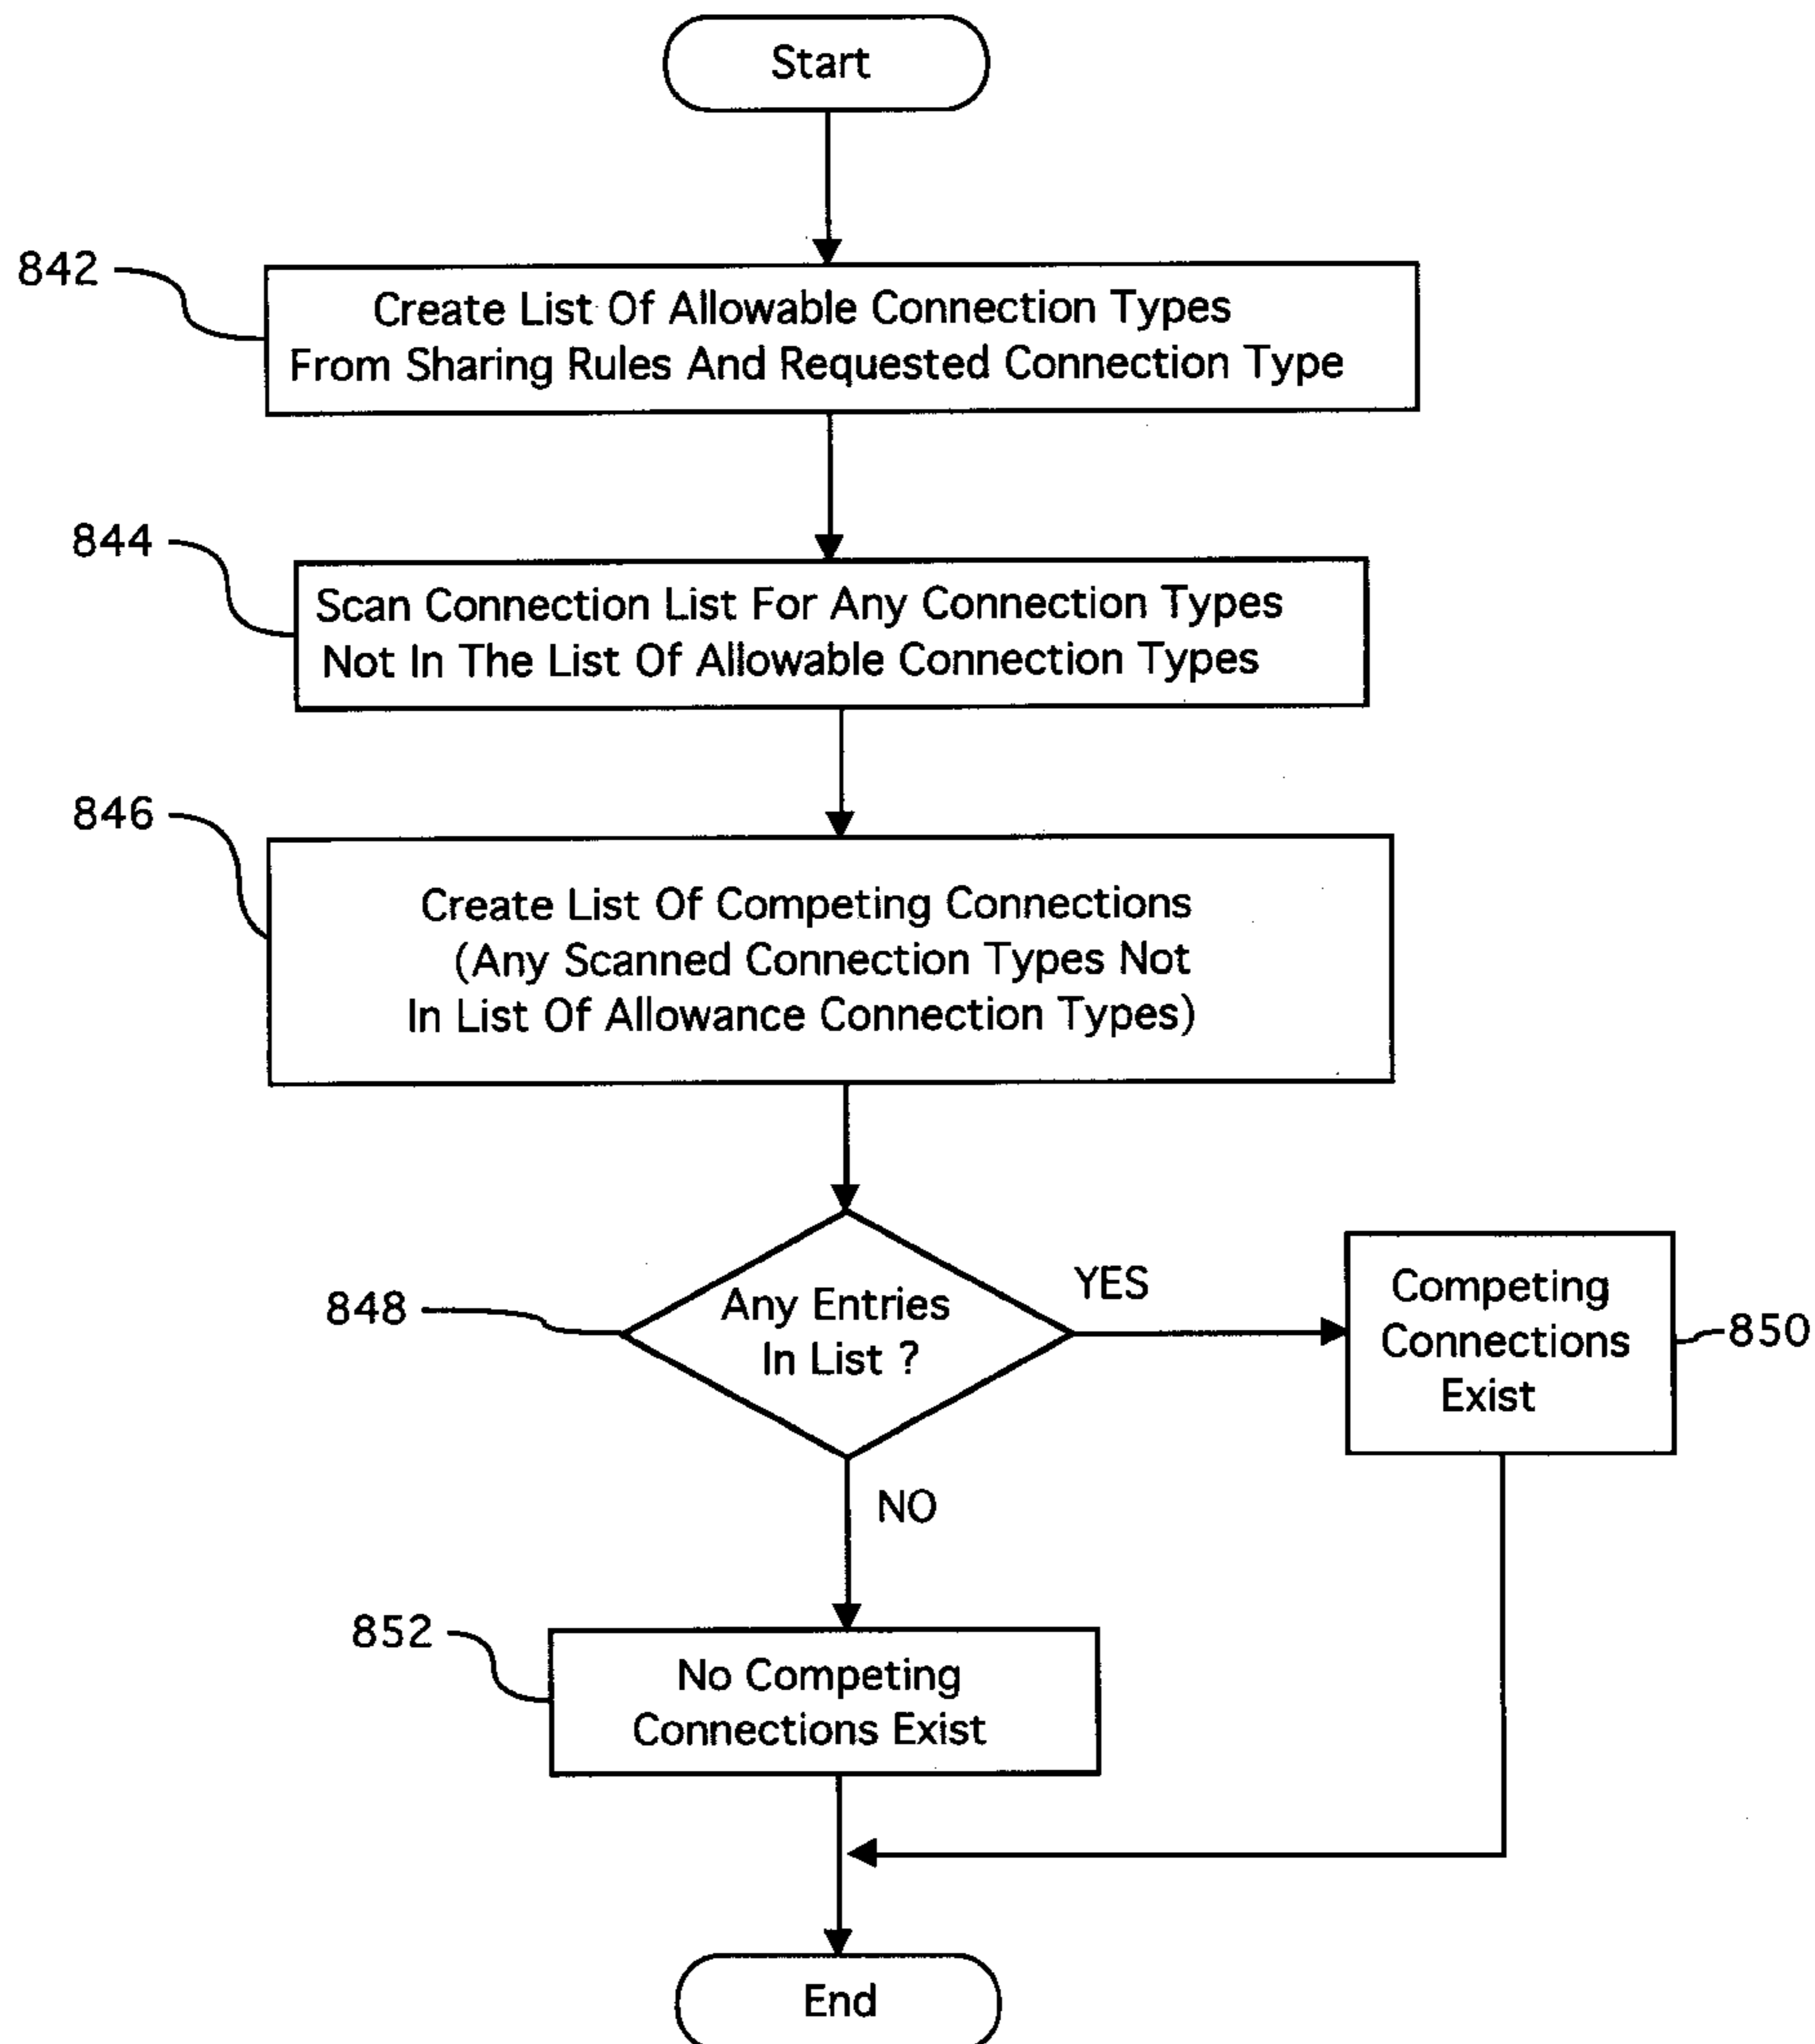 Start
842
Create List Of Allowable Connection Types
From Sharing Rules And Requested Connection Type
844
Scan Connection List For Any Connection Types
Not In The List Of Allowable Connection Types
846
Create List Of Competing Connections
(Any Scanned Connection Types Not
In List Of Allowance Connection Types)
848
Any Entries
In List ?
YES
Competing
Connections
Exist
850
NO
852
No Competing
Connections Exist
End